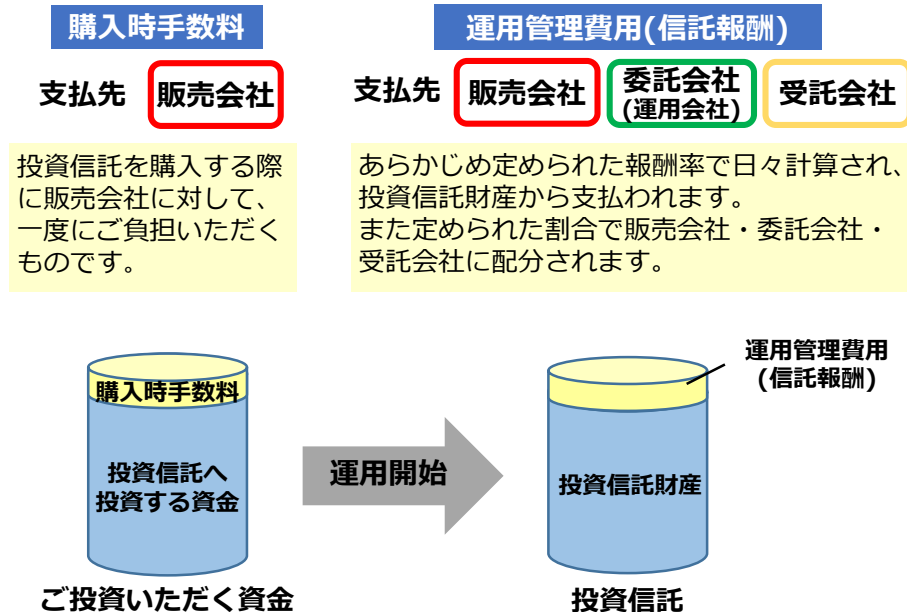 購入時手数料
支払先 販売会社
投資信託を購入する際
に販売会社に対して、
一度にご負担いただく
ものです。
運用管理費用(信託報酬)
支払先 販売会社 委託会社 受託会社
(運用会社)
あらかじめ定められた報酬率で日々計算され、
投資信託財産から支払われます。
また定められた割合で販売会社・委託会社・
受託会社に配分されます。
購入時手数料
投資信託へ
投資する資金
ご投資いただく資金
運用開始
運用管理費用
(信託報酬)
投資信託財産
投資信託